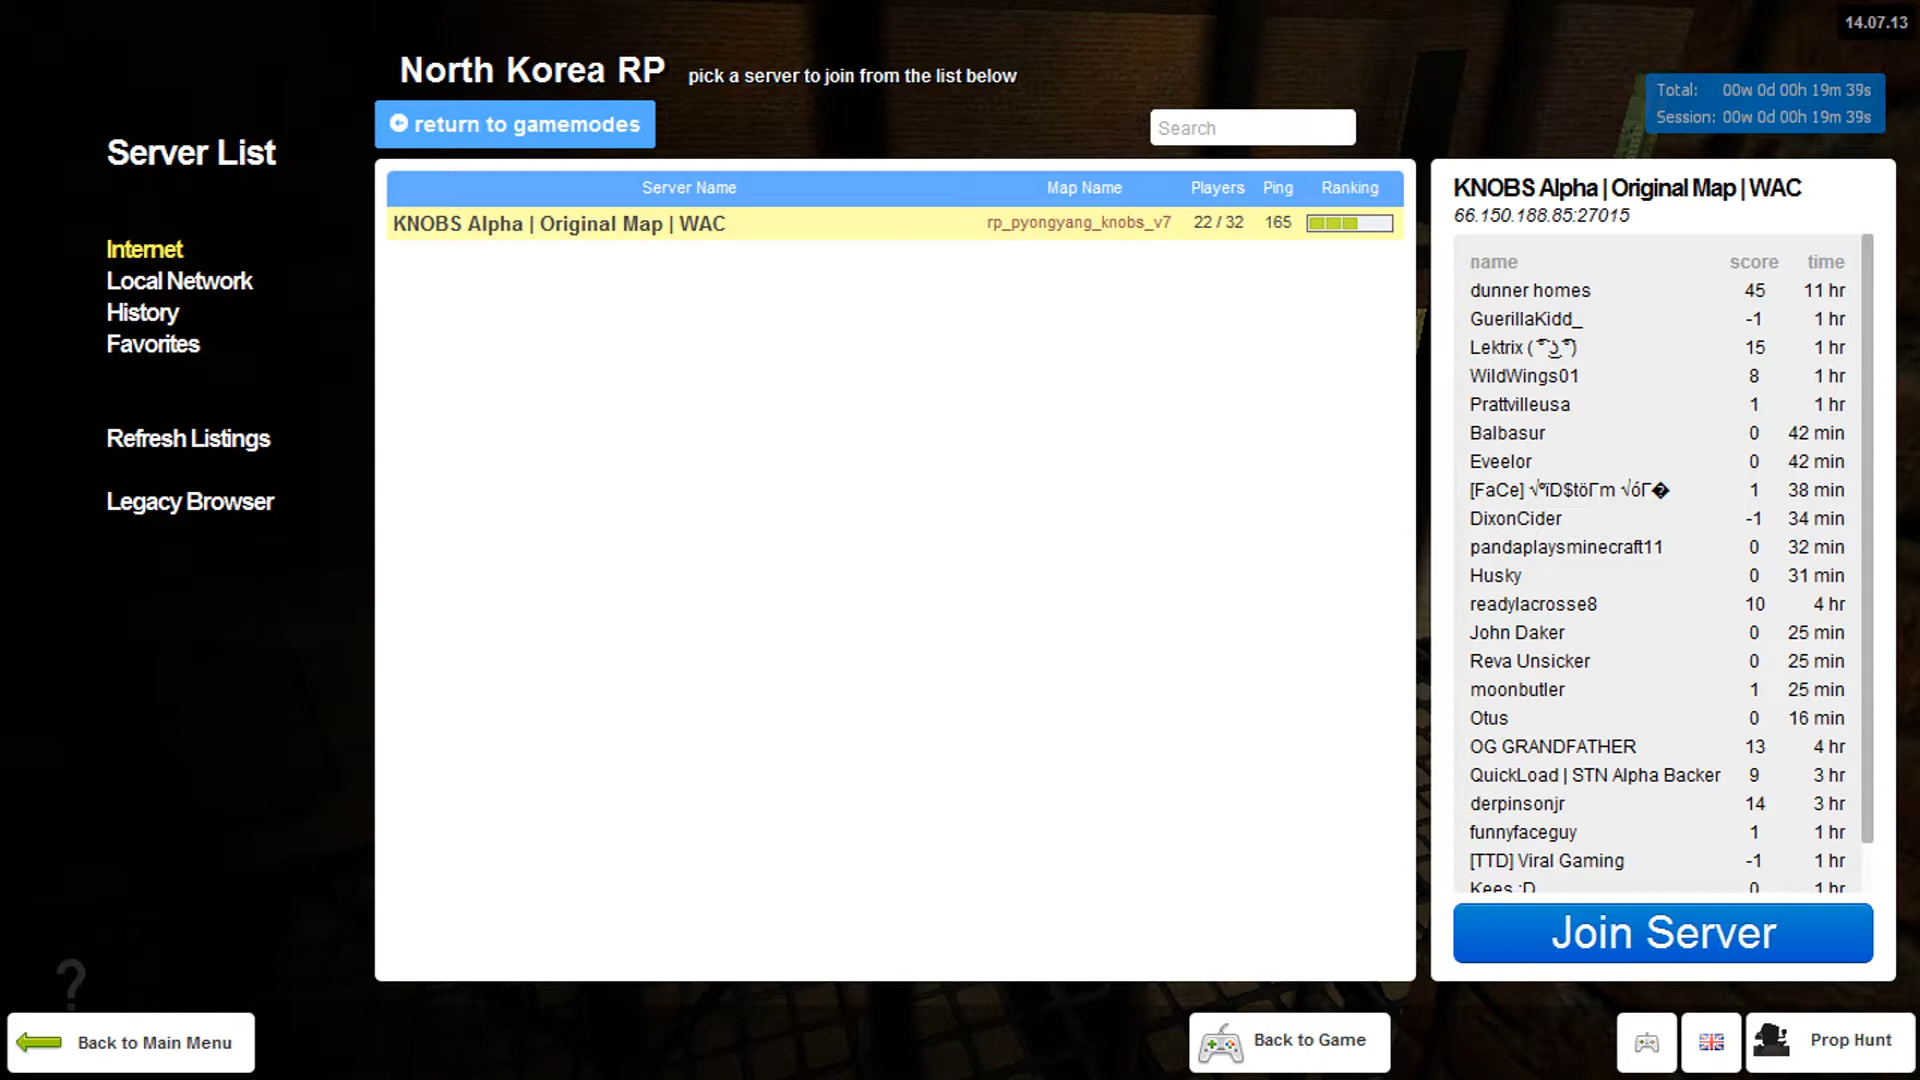 14.07.13
North Korea RP pick a server to join from the list below
Total: 00w 0d 00h 19m 39s
Session: 00w 0d 00h 19m 39s
return to gamemodes
Search
Server List
Internet
Local Network
History
Favorites
Refresh Listings
Legacy Browser
Server Name Map Name Players Ping Ranking
KNOBS Alpha | Original Map | WAC rp_pyongyang_knobs_v7 22 / 32 165
KNOBS Alpha | Original Map | WAC
66.150.188.85:27015
name score time
dunner homes 45 11 hr
GuerillaKidd_ -1 1 hr
Lektrix ( ͡° ͜ʖ ͡°) 15 1 hr
WildWings01 8 1 hr
Prattvilleusa 1 1 hr
Balbasur 0 42 min
Eveelor 0 42 min
[FaCe] √ºïD$töΓm √óΓ� 1 38 min
DixonCider -1 34 min
pandaplaysminecraft11 0 32 min
Husky 0 31 min
readylacrosse8 10 4 hr
John Daker 0 25 min
Reva Unsicker 0 25 min
moonbutler 1 25 min
Otus 0 16 min
OG GRANDFATHER 13 4 hr
QuickLoad | STN Alpha Backer 9 3 hr
derpinsonjr 14 3 hr
funnyfaceguy 1 1 hr
[TTD] Viral Gaming -1 1 hr
Kees :D 0 1 hr
Join Server
?
Back to Main Menu
Back to Game
Prop Hunt